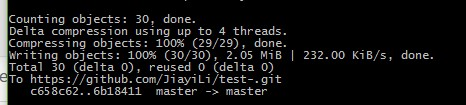 Counting objects: 30, done.
Delta compression using up to 4 threads.
Compressing objects: 100% (29/29), done.
Writing objects: 100% (30/30), 2.05 MiB | 232.00 KiB/s, done.
Total 30 (delta 0), reused 0 (delta 0)
To https://github.com/JiayiLi/test-.git
   c658c62..6b18411  master -> master